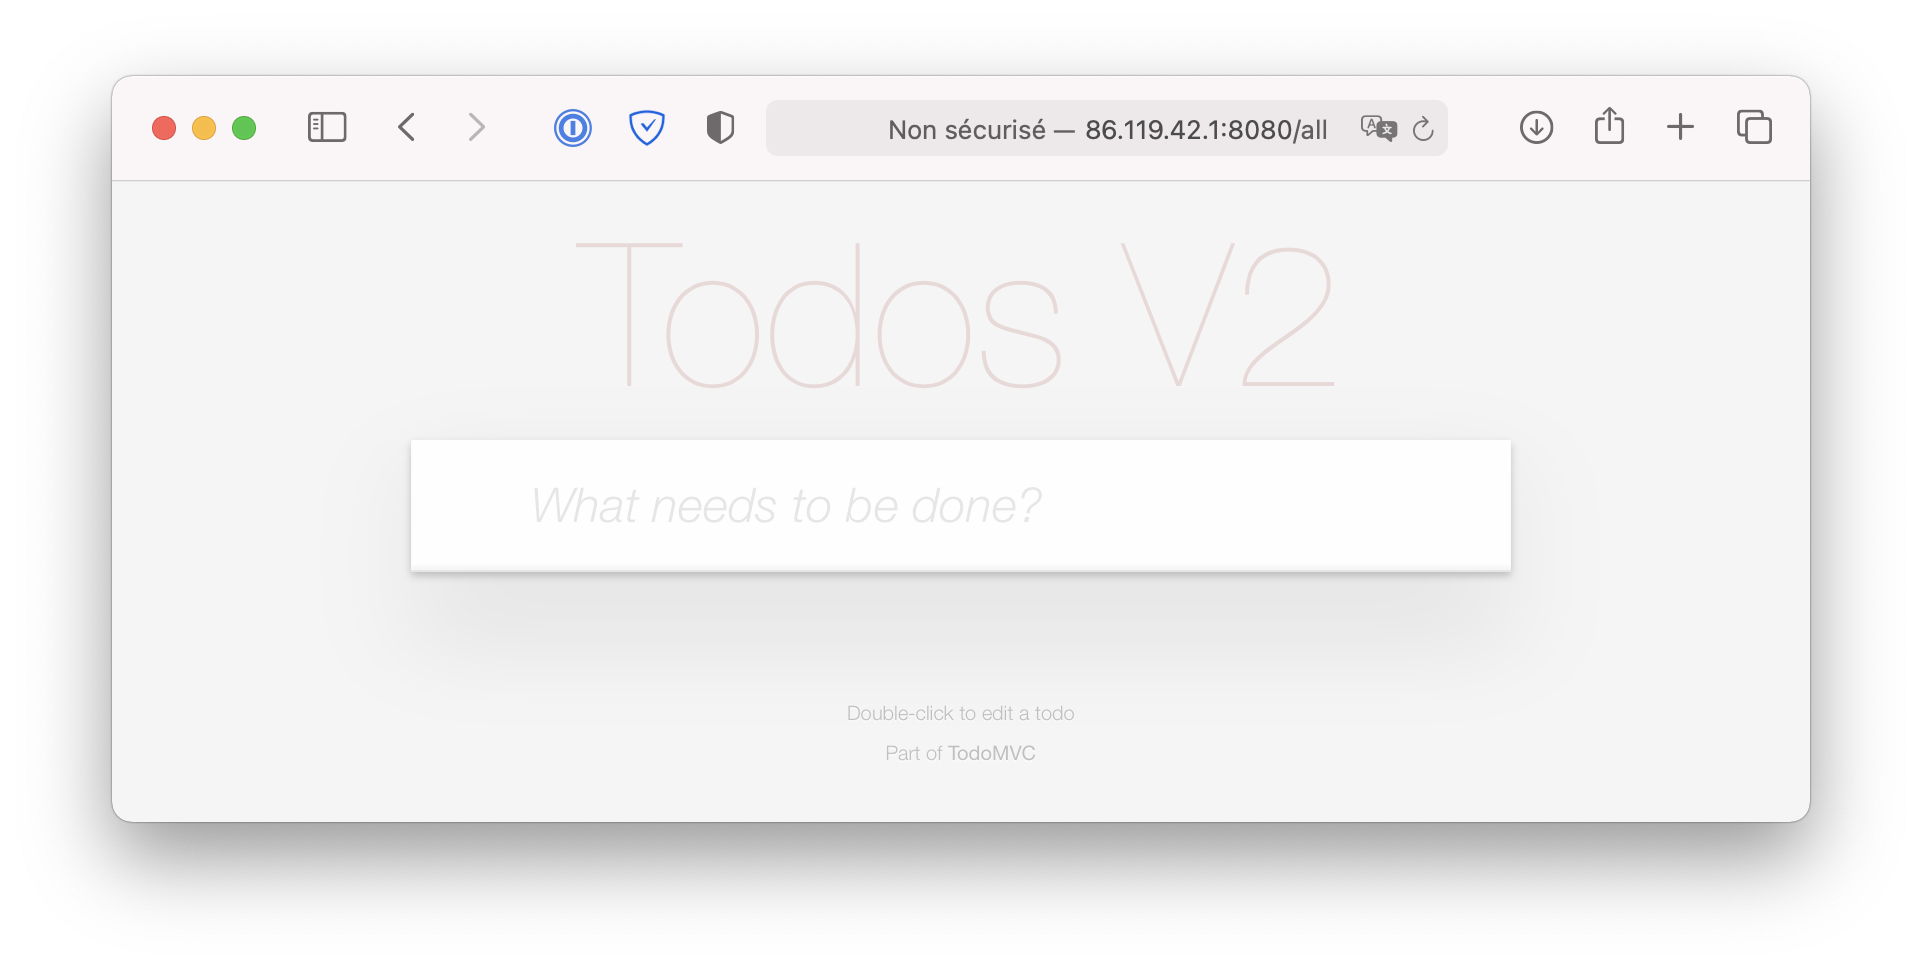 Non sécurisé — 86.119.42.1:8080/all
Todos V2
What needs to be done?
Double-click to edit a todo
Part of TodoMVC